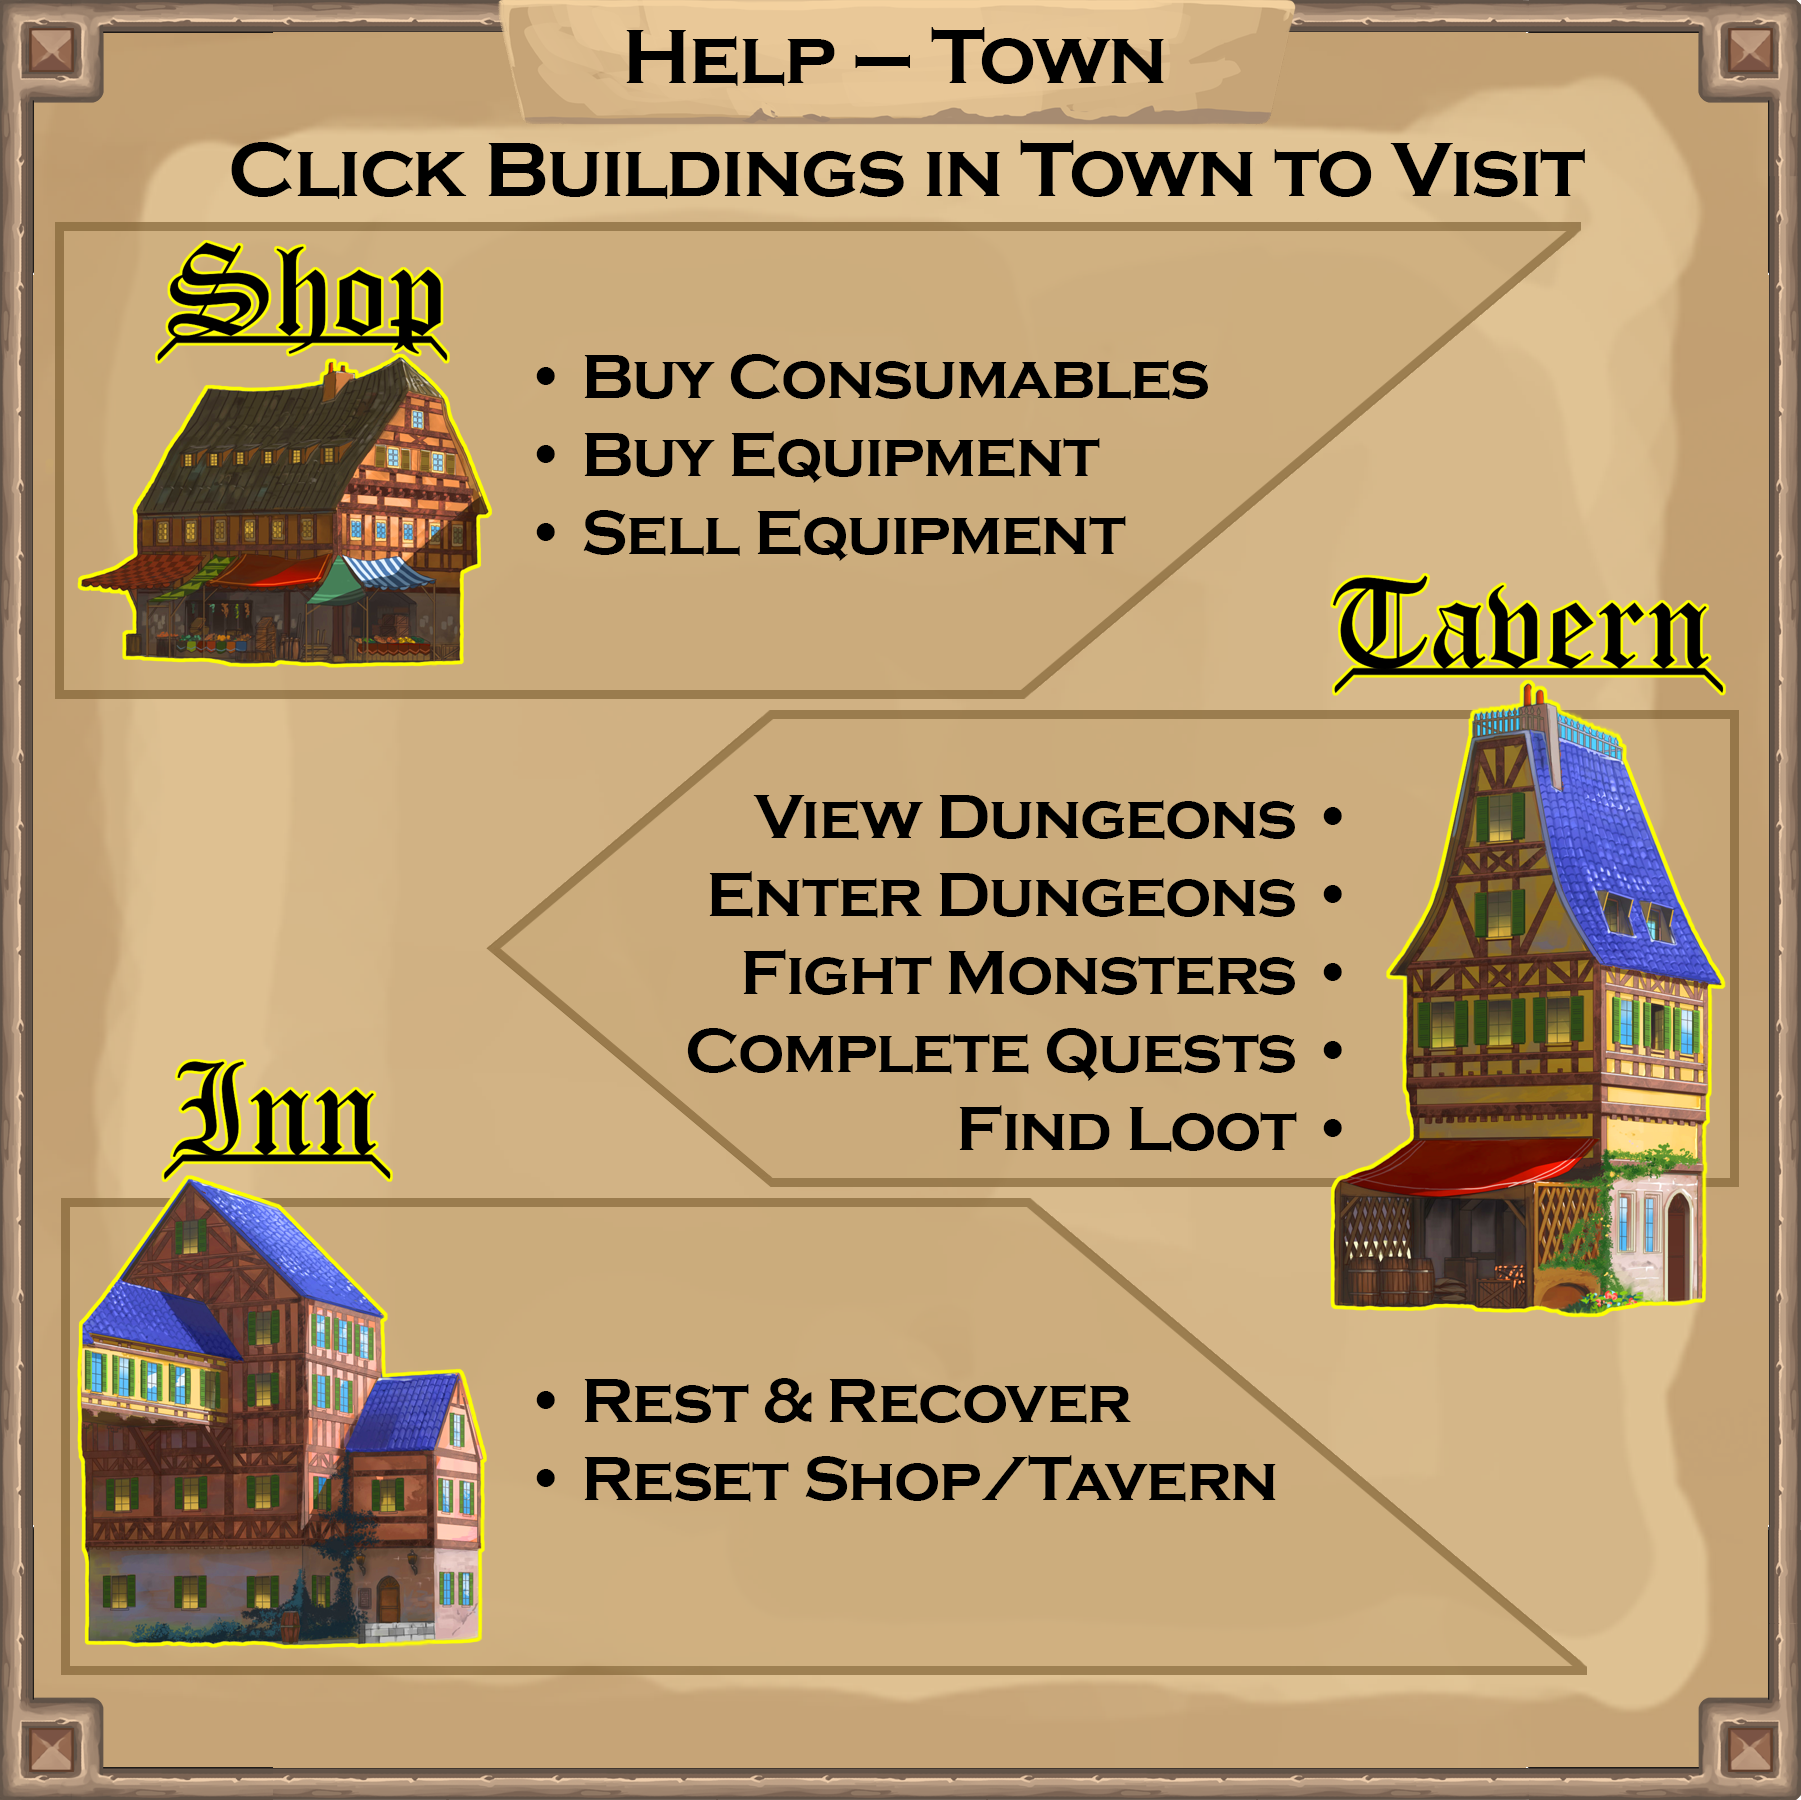 Help – Town
Click Buildings in Town to Visit
Shop
• Buy Consumables
• Buy Equipment
• Sell Equipment
Tavern
View Dungeons •
Enter Dungeons •
Fight Monsters •
Complete Quests •
Find Loot •
Inn
• Rest & Recover
• Reset Shop/Tavern